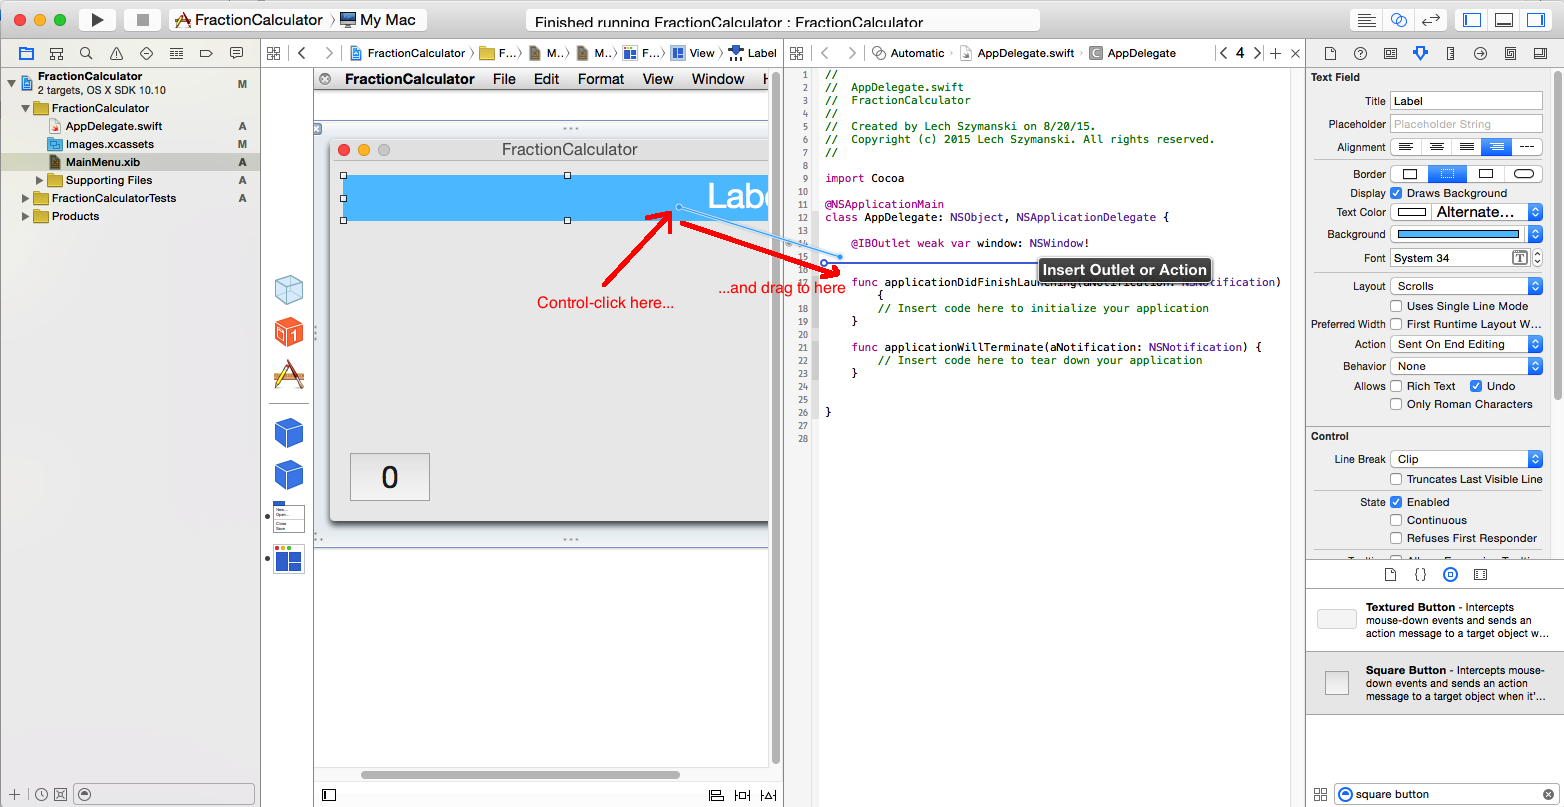 FractionCalculator 〉 My Mac
Finished running FractionCalculator : FractionCalculator
FractionCalculator
2 targets, OS X SDK 10.10
M
FractionCalculator
AppDelegate.swift A
Images.xcassets M
MainMenu.xib A
Supporting Files A
FractionCalculatorTests A
Products
FractionCalculator 〉 F... 〉 M... 〉 M... 〉 F... 〉 View 〉 Label
FractionCalculator File Edit Format View Window
FractionCalculator
Labe
Control-click here...
...and drag to here
0
Automatic 〉 AppDelegate.swift 〉 AppDelegate
4
1 //
2 // AppDelegate.swift
3 // FractionCalculator
4 //
5 // Created by Lech Szymanski on 8/20/15.
6 // Copyright (c) 2015 Lech Szymanski. All rights reserved.
7 //
8
9 import Cocoa
10
11 @NSApplicationMain
12 class AppDelegate: NSObject, NSApplicationDelegate {
13
14 @IBOutlet weak var window: NSWindow!
15
16
Insert Outlet or Action
17 func applicationDidFinishLaunching(aNotification: NSNotification)
{
18 // Insert code here to initialize your application
19 }
20
21 func applicationWillTerminate(aNotification: NSNotification) {
22 // Insert code here to tear down your application
23 }
24
25
26 }
27
28
Text Field
Title Label
Placeholder Placeholder String
Alignment
Border
Display Draws Background
Text Color Alternate...
Background
Font System 34 T
Layout Scrolls
Uses Single Line Mode
Preferred Width First Runtime Layout W...
Action Sent On End Editing
Behavior None
Allows Rich Text Undo
Only Roman Characters
Control
Line Break Clip
Truncates Last Visible Line
State Enabled
Continuous
Refuses First Responder
Textured Button - Intercepts
mouse-down events and sends an
action message to a target object w...
Square Button - Intercepts mouse-
down events and sends an action
message to a target object when it'...
square button